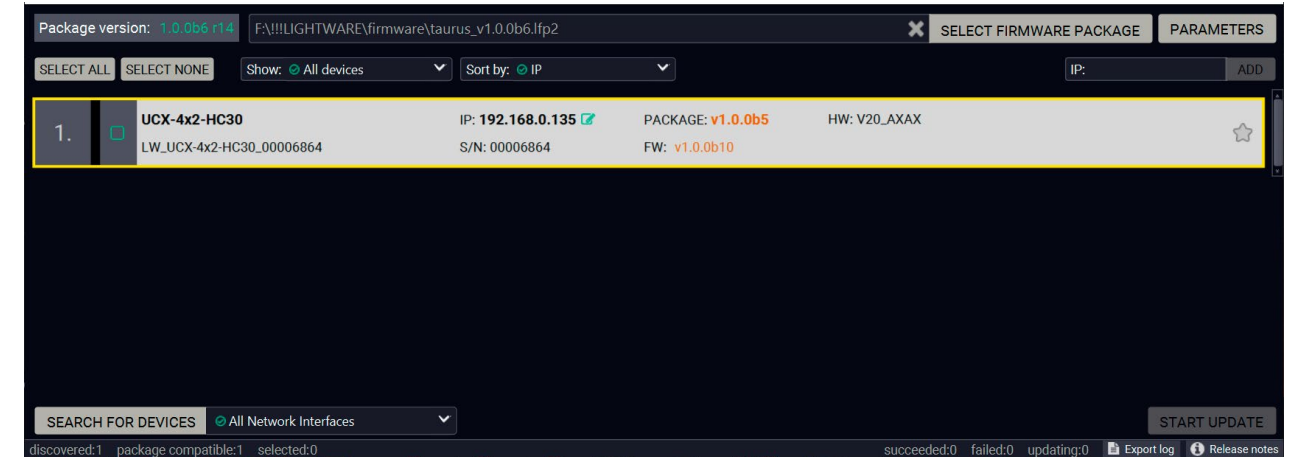 Package version: 1.0.0b6 r14 F:\!!!LIGHTWARE\firmware\taurus_v1.0.0b6.lfp2 SELECT FIRMWARE PACKAGE PARAMETERS
SELECT ALL SELECT NONE Show: All devices Sort by: IP IP: ADD
1. UCX-4x2-HC30 IP: 192.168.0.135 PACKAGE: v1.0.0b5 HW: V20_AXAX
LW_UCX-4x2-HC30_00006864 S/N: 00006864 FW: v1.0.0b10
SEARCH FOR DEVICES All Network Interfaces START UPDATE
discovered:1 package compatible:1 selected:0 succeeded:0 failed:0 updating:0 Export log Release notes